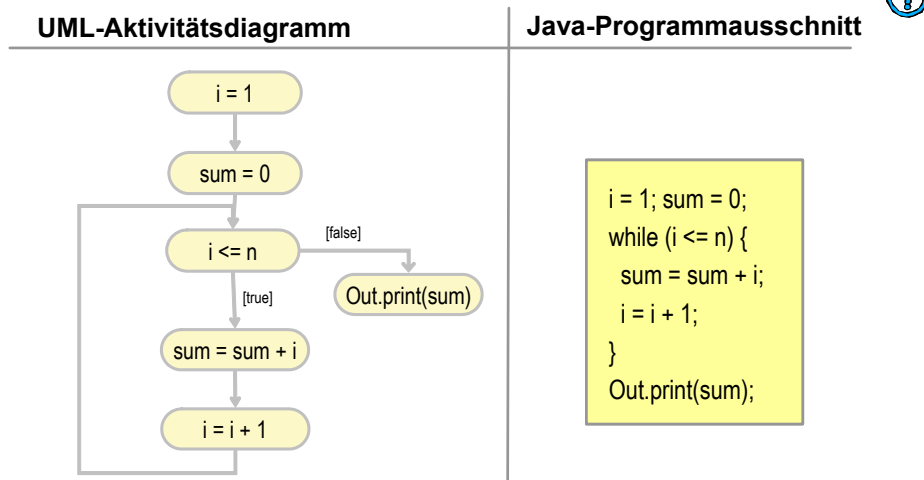 UML-Aktivitätsdiagramm
i = 1
sum = 0
i <= n
[false]
Out.print(sum)
[true]
sum = sum + i
i = i + 1
Java-Programmausschnitt
i = 1; sum = 0;
while (i <= n) {
sum = sum + i;
i = i + 1;
}
Out.print(sum);